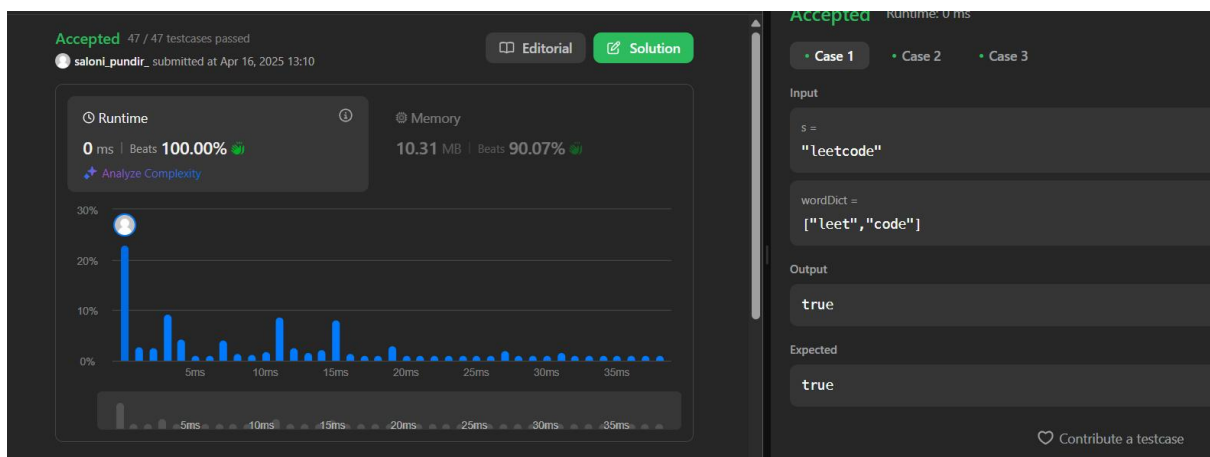 Accepted 47 / 47 testcases passed
saloni_pundir_ submitted at Apr 16, 2025 13:10
Editorial
Solution
Runtime
0 ms | Beats 100.00%
Analyze Complexity
Memory
10.31 MB | Beats 90.07%
30%
20%
10%
0%
5ms 10ms 15ms 20ms 25ms 30ms 35ms
5ms 10ms 15ms 20ms 25ms 30ms 35ms
Accepted Runtime: 0 ms
• Case 1 • Case 2 • Case 3
Input
s =
"leetcode"
wordDict =
["leet","code"]
Output
true
Expected
true
Contribute a testcase